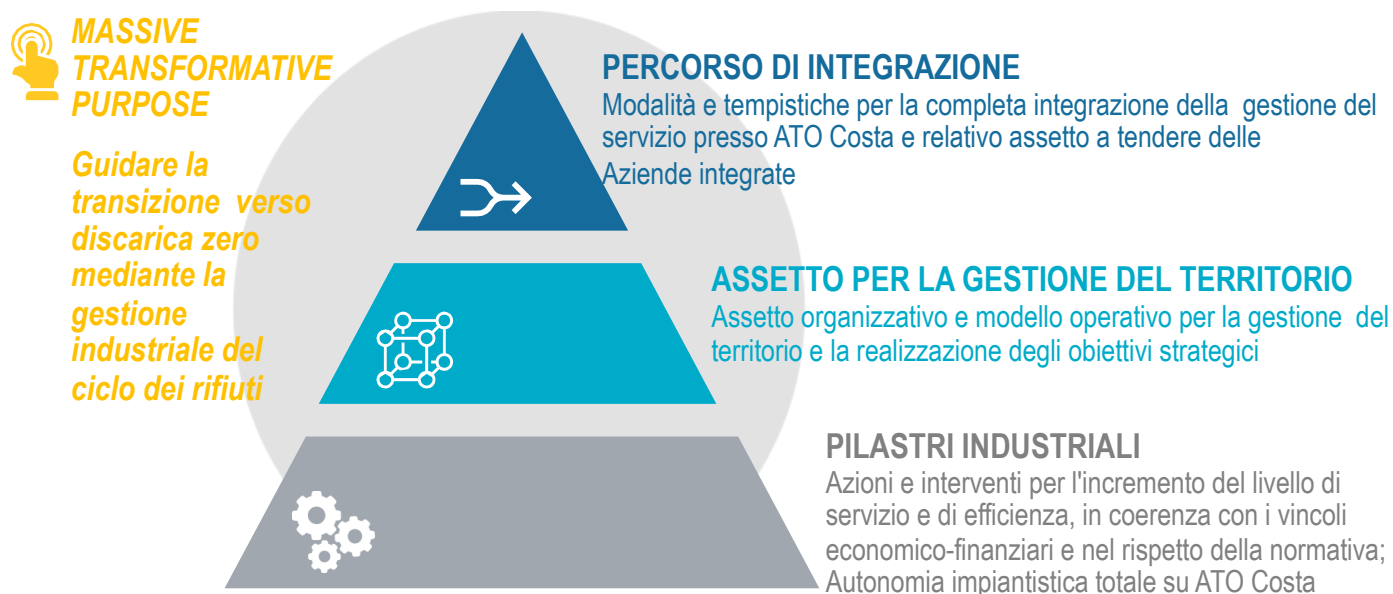 MASSIVE
TRANSFORMATIVE
PURPOSE
Guidare la
transizione verso
discarica zero
mediante la
gestione
industriale del
ciclo dei rifiuti
PERCORSO DI INTEGRAZIONE
Modalità e tempistiche per la completa integrazione della gestione del
servizio presso ATO Costa e relativo assetto a tendere delle
Aziende integrate
ASSETTO PER LA GESTIONE DEL TERRITORIO
Assetto organizzativo e modello operativo per la gestione del
territorio e la realizzazione degli obiettivi strategici
PILASTRI INDUSTRIALI
Azioni e interventi per l'incremento del livello di
servizio e di efficienza, in coerenza con i vincoli
economico-finanziari e nel rispetto della normativa;
Autonomia impiantistica totale su ATO Costa